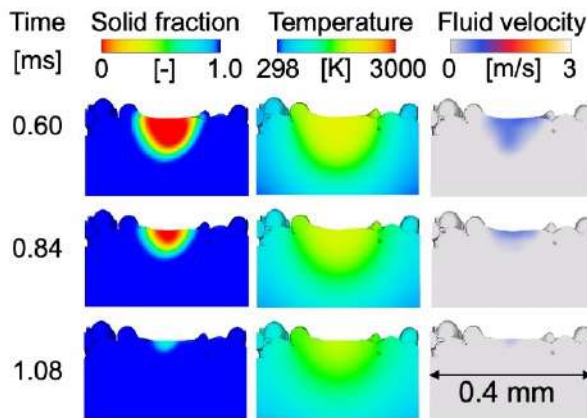 Time Solid fraction Temperature Fluid velocity
[ms] 0 [-] 1.0 298 [K] 3000 0 [m/s] 3
0.60
0.84
1.08
0.4 mm